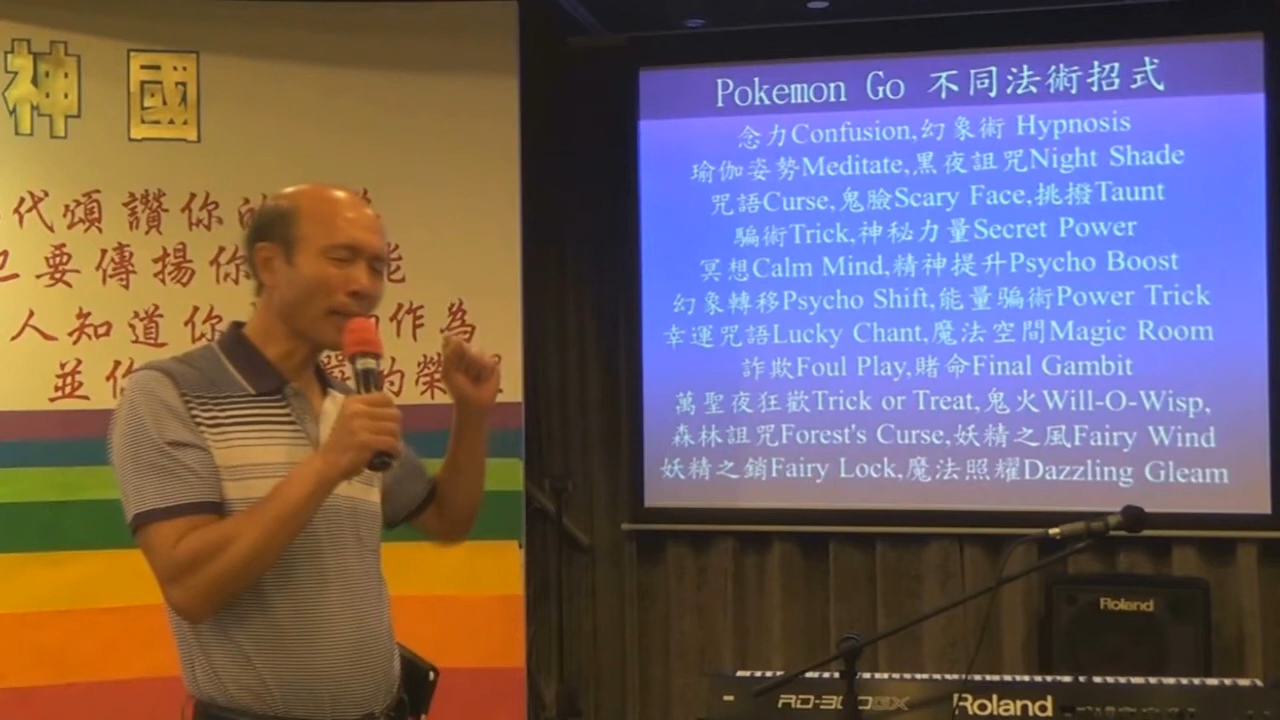 神國
代頌讚你的
要傳揚你 能
人知道你 作為
並你 的榮
Pokemon Go 不同法術招式
念力Confusion,幻象術 Hypnosis
瑜伽姿勢Meditate,黑夜詛咒Night Shade
咒語Curse,鬼臉Scary Face,挑撥Taunt
騙術Trick,神秘力量Secret Power
冥想Calm Mind,精神提升Psycho Boost
幻象轉移Psycho Shift,能量騙術Power Trick
幸運咒語Lucky Chant,魔法空間Magic Room
詐欺Foul Play,賭命Final Gambit
萬聖夜狂歡Trick or Treat,鬼火Will-O-Wisp,
森林詛咒Forest's Curse,妖精之風Fairy Wind
妖精之銷Fairy Lock,魔法照耀Dazzling Gleam
Roland
RD-300GX Roland